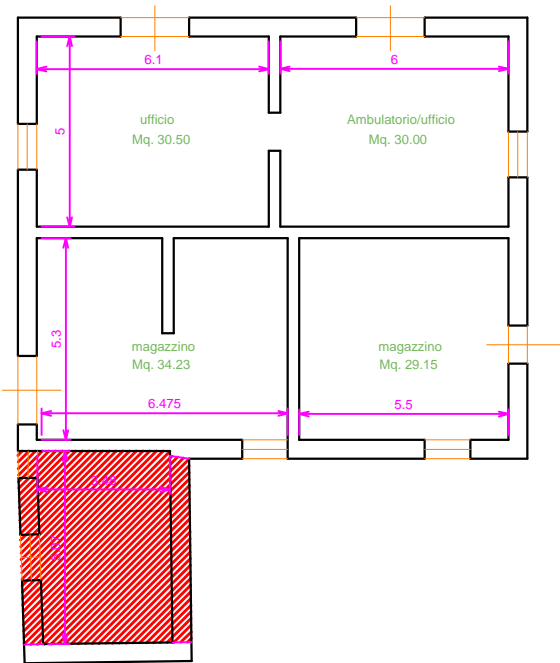 6.1
6
5
ufficio
Mq. 30.50
Ambulatorio/ufficio
Mq. 30.00
5.3
magazzino
Mq. 34.23
magazzino
Mq. 29.15
6.475
5.5